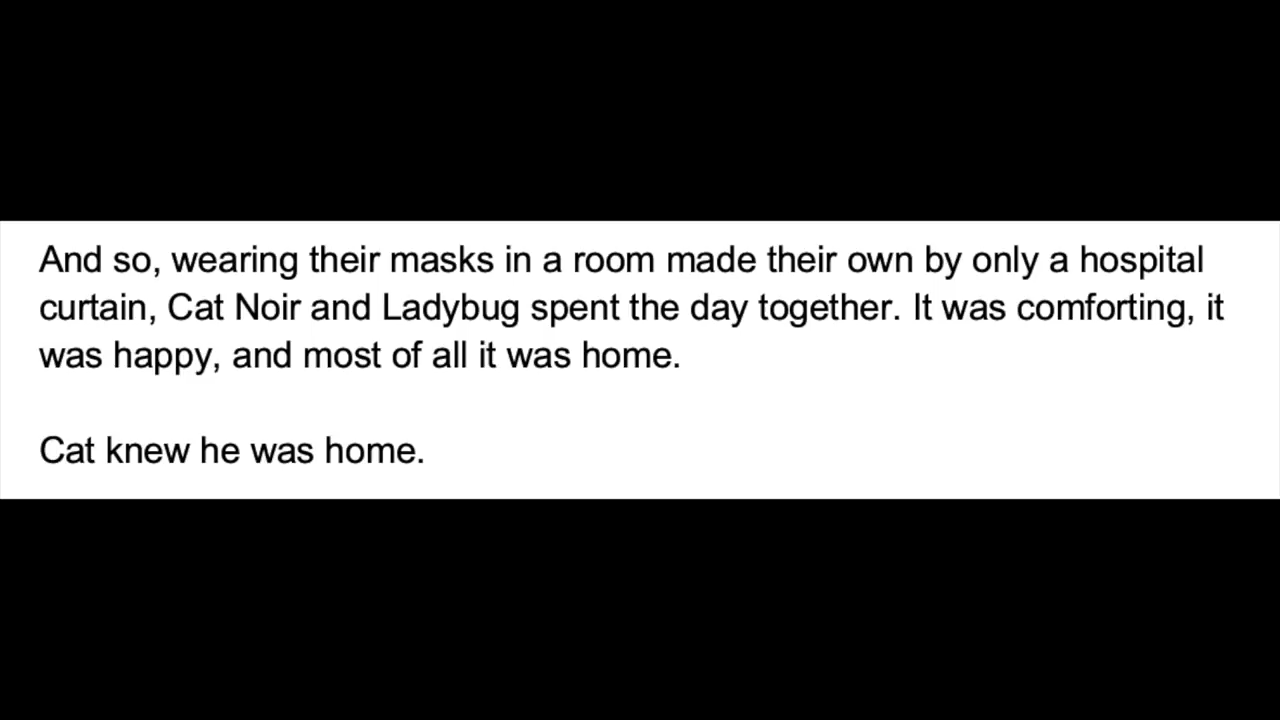 And so, wearing their masks in a room made their own by only a hospital
curtain, Cat Noir and Ladybug spent the day together. It was comforting, it
was happy, and most of all it was home.
Cat knew he was home.